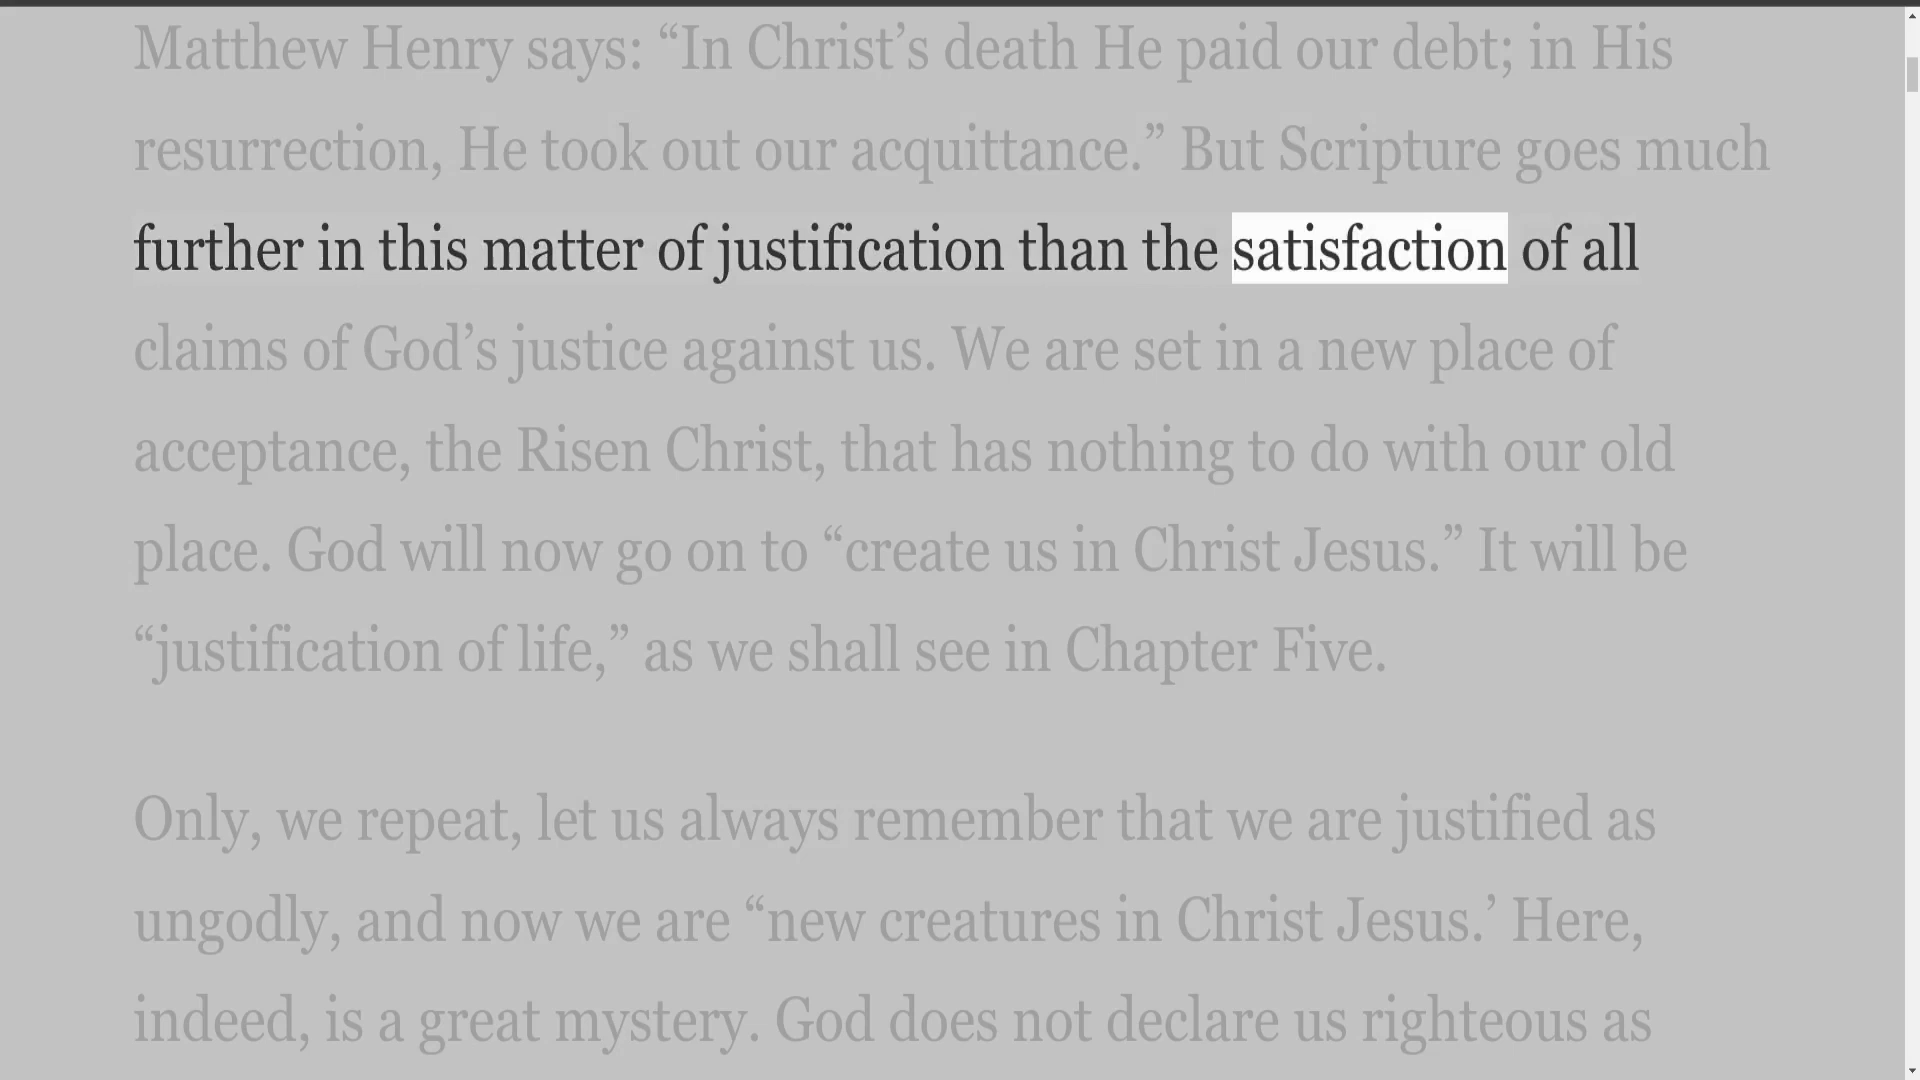 Matthew Henry says: “In Christ’s death He paid our debt; in His
resurrection, He took out our acquittance.” But Scripture goes much
further in this matter of justification than the satisfaction of all
claims of God’s justice against us. We are set in a new place of
acceptance, the Risen Christ, that has nothing to do with our old
place. God will now go on to “create us in Christ Jesus.” It will be
“justification of life,” as we shall see in Chapter Five.
Only, we repeat, let us always remember that we are justified as
ungodly, and now we are “new creatures in Christ Jesus.’ Here,
indeed, is a great mystery. God does not declare us righteous as